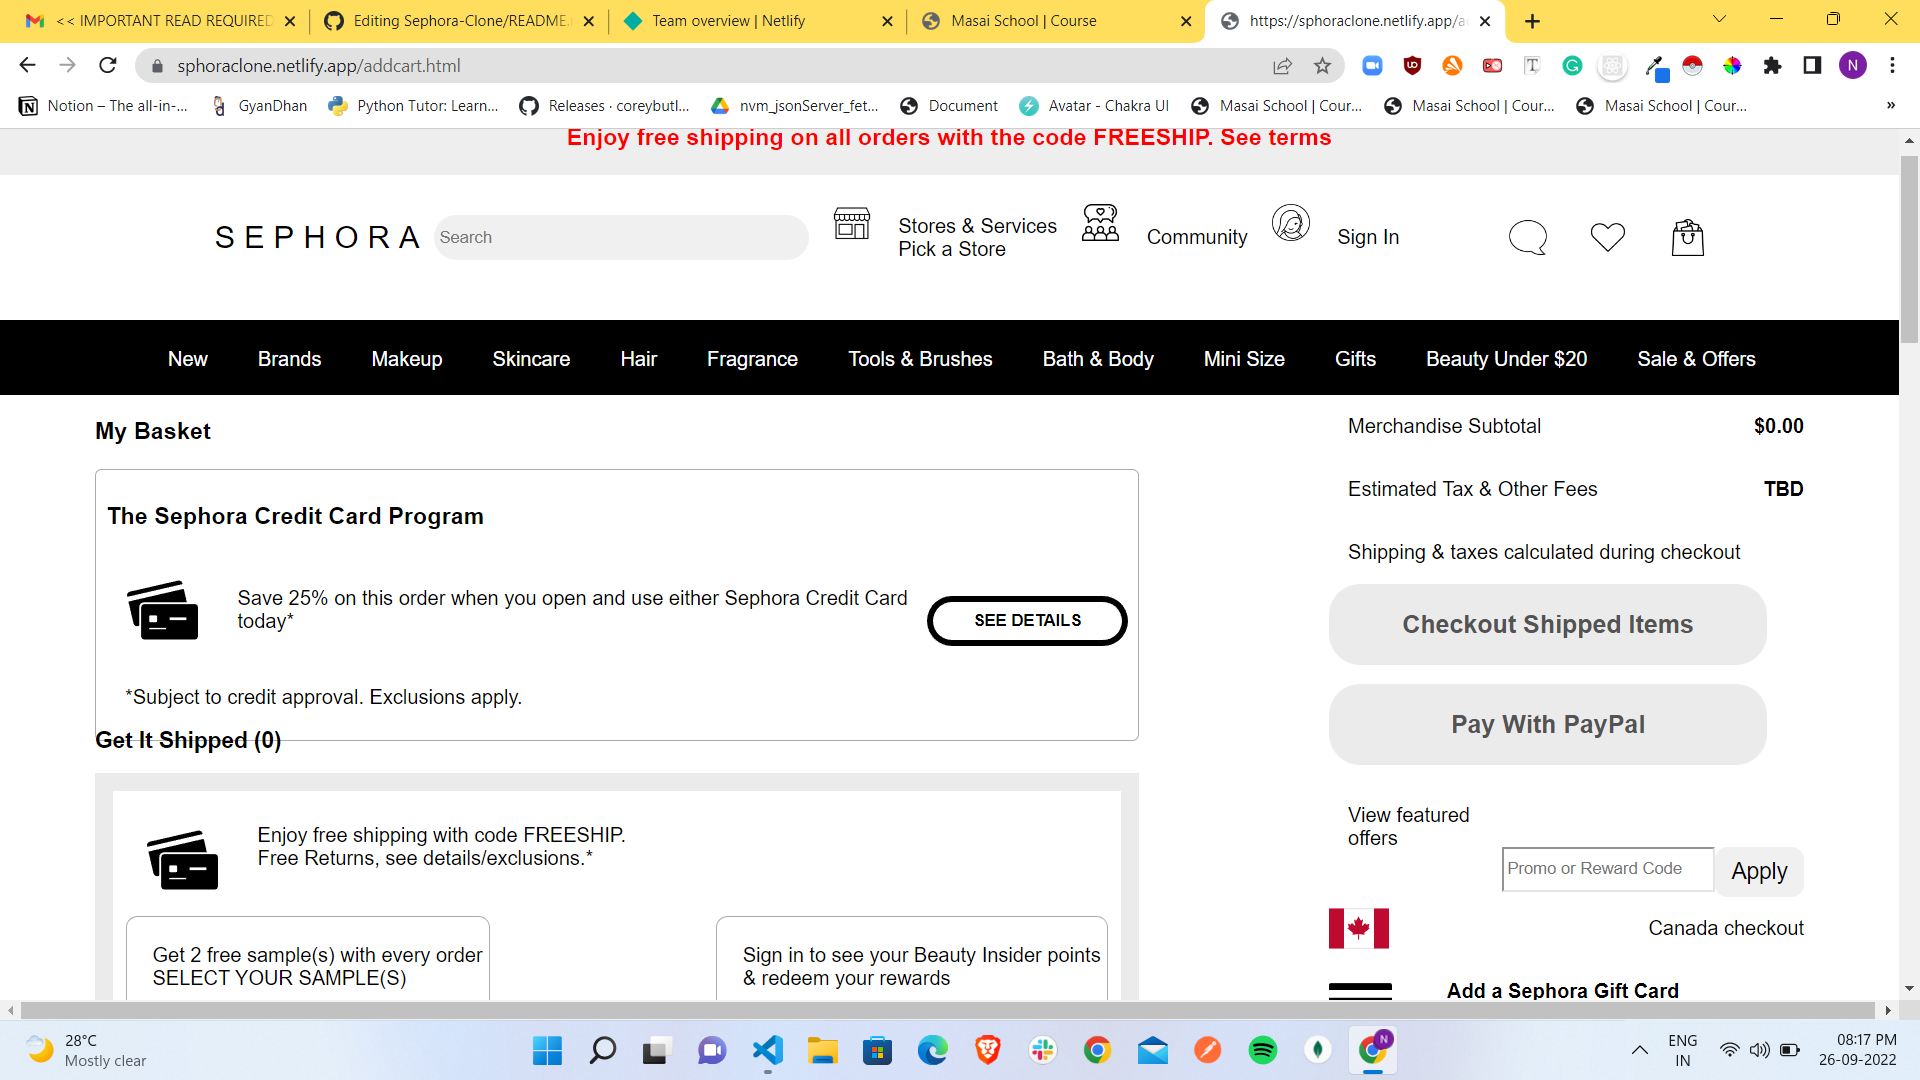 << IMPORTANT READ REQUIRED
Editing Sephora-Clone/README.
Team overview | Netlify
Masai School | Course
https://sphoraclone.netlify.app/a
sphoraclone.netlify.app/addcart.html
Notion – The all-in-...
GyanDhan
Python Tutor: Learn...
Releases · coreybutl...
nvm_jsonServer_fet...
Document
Avatar - Chakra UI
Masai School | Cour...
Masai School | Cour...
Masai School | Cour...
»
Enjoy free shipping on all orders with the code FREESHIP. See terms
SEPHORA
Search
Stores & Services
Pick a Store
Community
Sign In
New
Brands
Makeup
Skincare
Hair
Fragrance
Tools & Brushes
Bath & Body
Mini Size
Gifts
Beauty Under $20
Sale & Offers
My Basket
The Sephora Credit Card Program
Save 25% on this order when you open and use either Sephora Credit Card
today*
SEE DETAILS
*Subject to credit approval. Exclusions apply.
Get It Shipped (0)
Enjoy free shipping with code FREESHIP.
Free Returns, see details/exclusions.*
Get 2 free sample(s) with every order
SELECT YOUR SAMPLE(S)
Sign in to see your Beauty Insider points
& redeem your rewards
Merchandise Subtotal
$0.00
Estimated Tax & Other Fees
TBD
Shipping & taxes calculated during checkout
Checkout Shipped Items
Pay With PayPal
View featured
offers
Promo or Reward Code
Apply
Canada checkout
Add a Sephora Gift Card
28°C
Mostly clear
ENG
IN
08:17 PM
26-09-2022